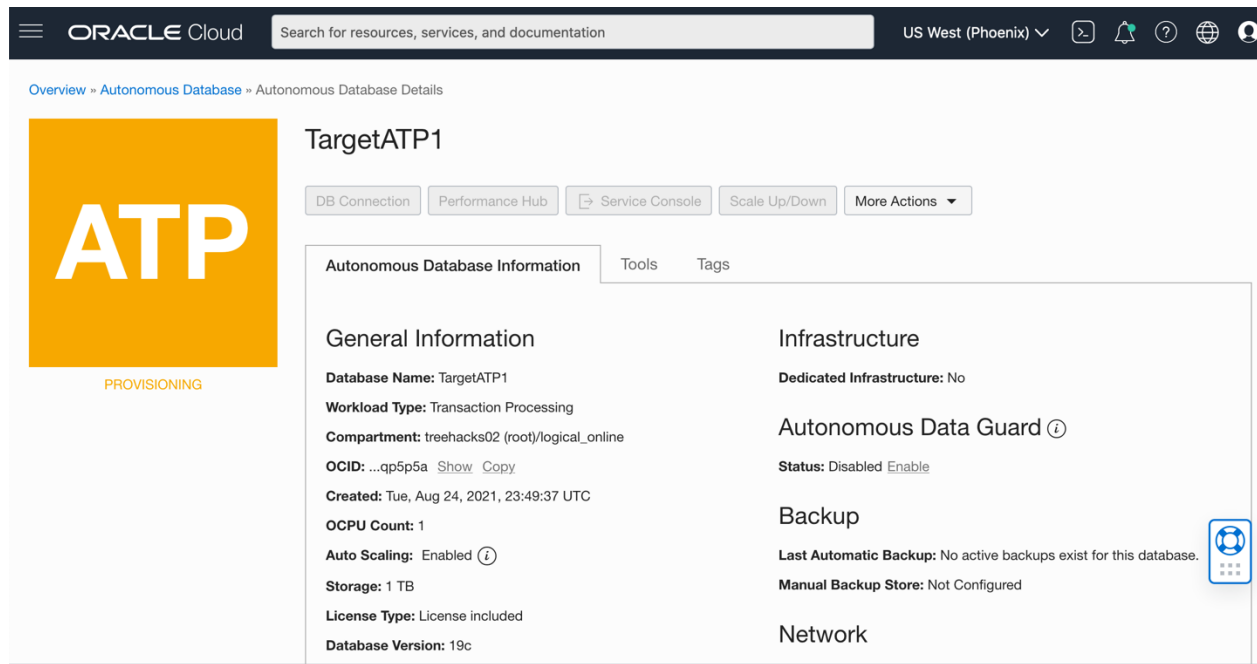 ORACLE Cloud
Search for resources, services, and documentation
US West (Phoenix)
Overview » Autonomous Database » Autonomous Database Details
ATP
PROVISIONING
TargetATP1
DB Connection
Performance Hub
Service Console
Scale Up/Down
More Actions
Autonomous Database Information
Tools
Tags
General Information
Database Name: TargetATP1
Workload Type: Transaction Processing
Compartment: treehacks02 (root)/logical_online
OCID: ...qp5p5a Show Copy
Created: Tue, Aug 24, 2021, 23:49:37 UTC
OCPU Count: 1
Auto Scaling: Enabled
Storage: 1 TB
License Type: License included
Database Version: 19c
Infrastructure
Dedicated Infrastructure: No
Autonomous Data Guard
Status: Disabled Enable
Backup
Last Automatic Backup: No active backups exist for this database.
Manual Backup Store: Not Configured
Network